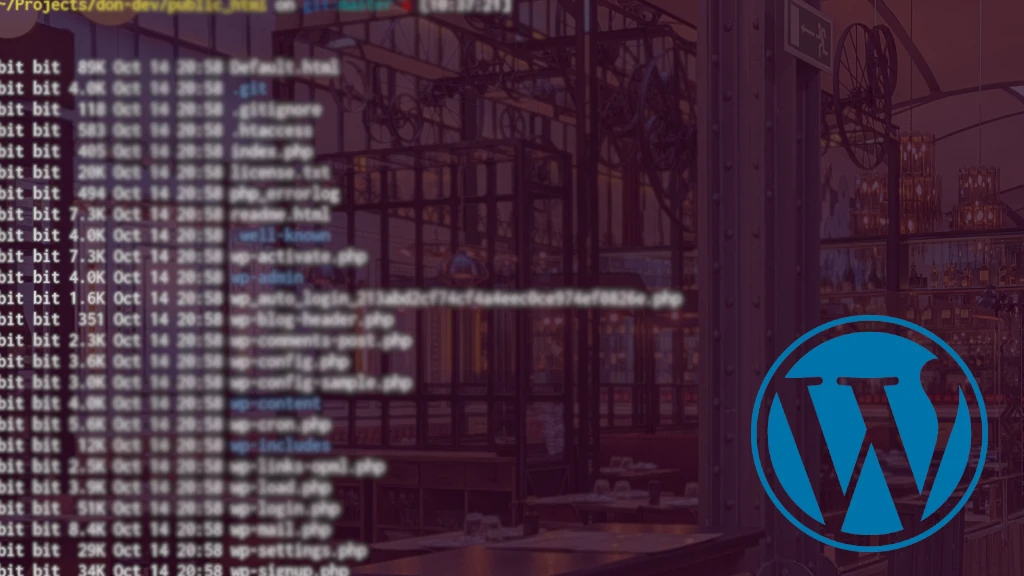 ~/Projects/don-dev/public_html on git:master [10:37:21]
bit bit 89K Oct 14 20:58 Default.html
bit bit 4.0K Oct 14 20:58 .git
bit bit 118 Oct 14 20:58 .gitignore
bit bit 583 Oct 14 20:58 .htaccess
bit bit 405 Oct 14 20:58 index.php
bit bit 20K Oct 14 20:58 license.txt
bit bit 494 Oct 14 20:58 php_errorlog
bit bit 7.3K Oct 14 20:58 readme.html
bit bit 4.0K Oct 14 20:58 .well-known
bit bit 7.3K Oct 14 20:58 wp-activate.php
bit bit 4.0K Oct 14 20:58 wp-admin
bit bit 1.6K Oct 14 20:58
bit bit 351 Oct 14 20:58 wp-blog-header.php
bit bit 2.3K Oct 14 20:58 wp-comments-post.php
bit bit 3.6K Oct 14 20:58 wp-config.php
bit bit 3.0K Oct 14 20:58 wp-config-sample.php
bit bit 4.0K Oct 14 20:58 wp-content
bit bit 5.6K Oct 14 20:58 wp-cron.php
bit bit 12K Oct 14 20:58 wp-includes
bit bit 2.5K Oct 14 20:58 wp-links-opml.php
bit bit 3.9K Oct 14 20:58 wp-load.php
bit bit 51K Oct 14 20:58 wp-login.php
bit bit 8.4K Oct 14 20:58 wp-mail.php
bit bit 29K Oct 14 20:58 wp-settings.php
bit bit 34K Oct 14 20:58 wp-signup.php